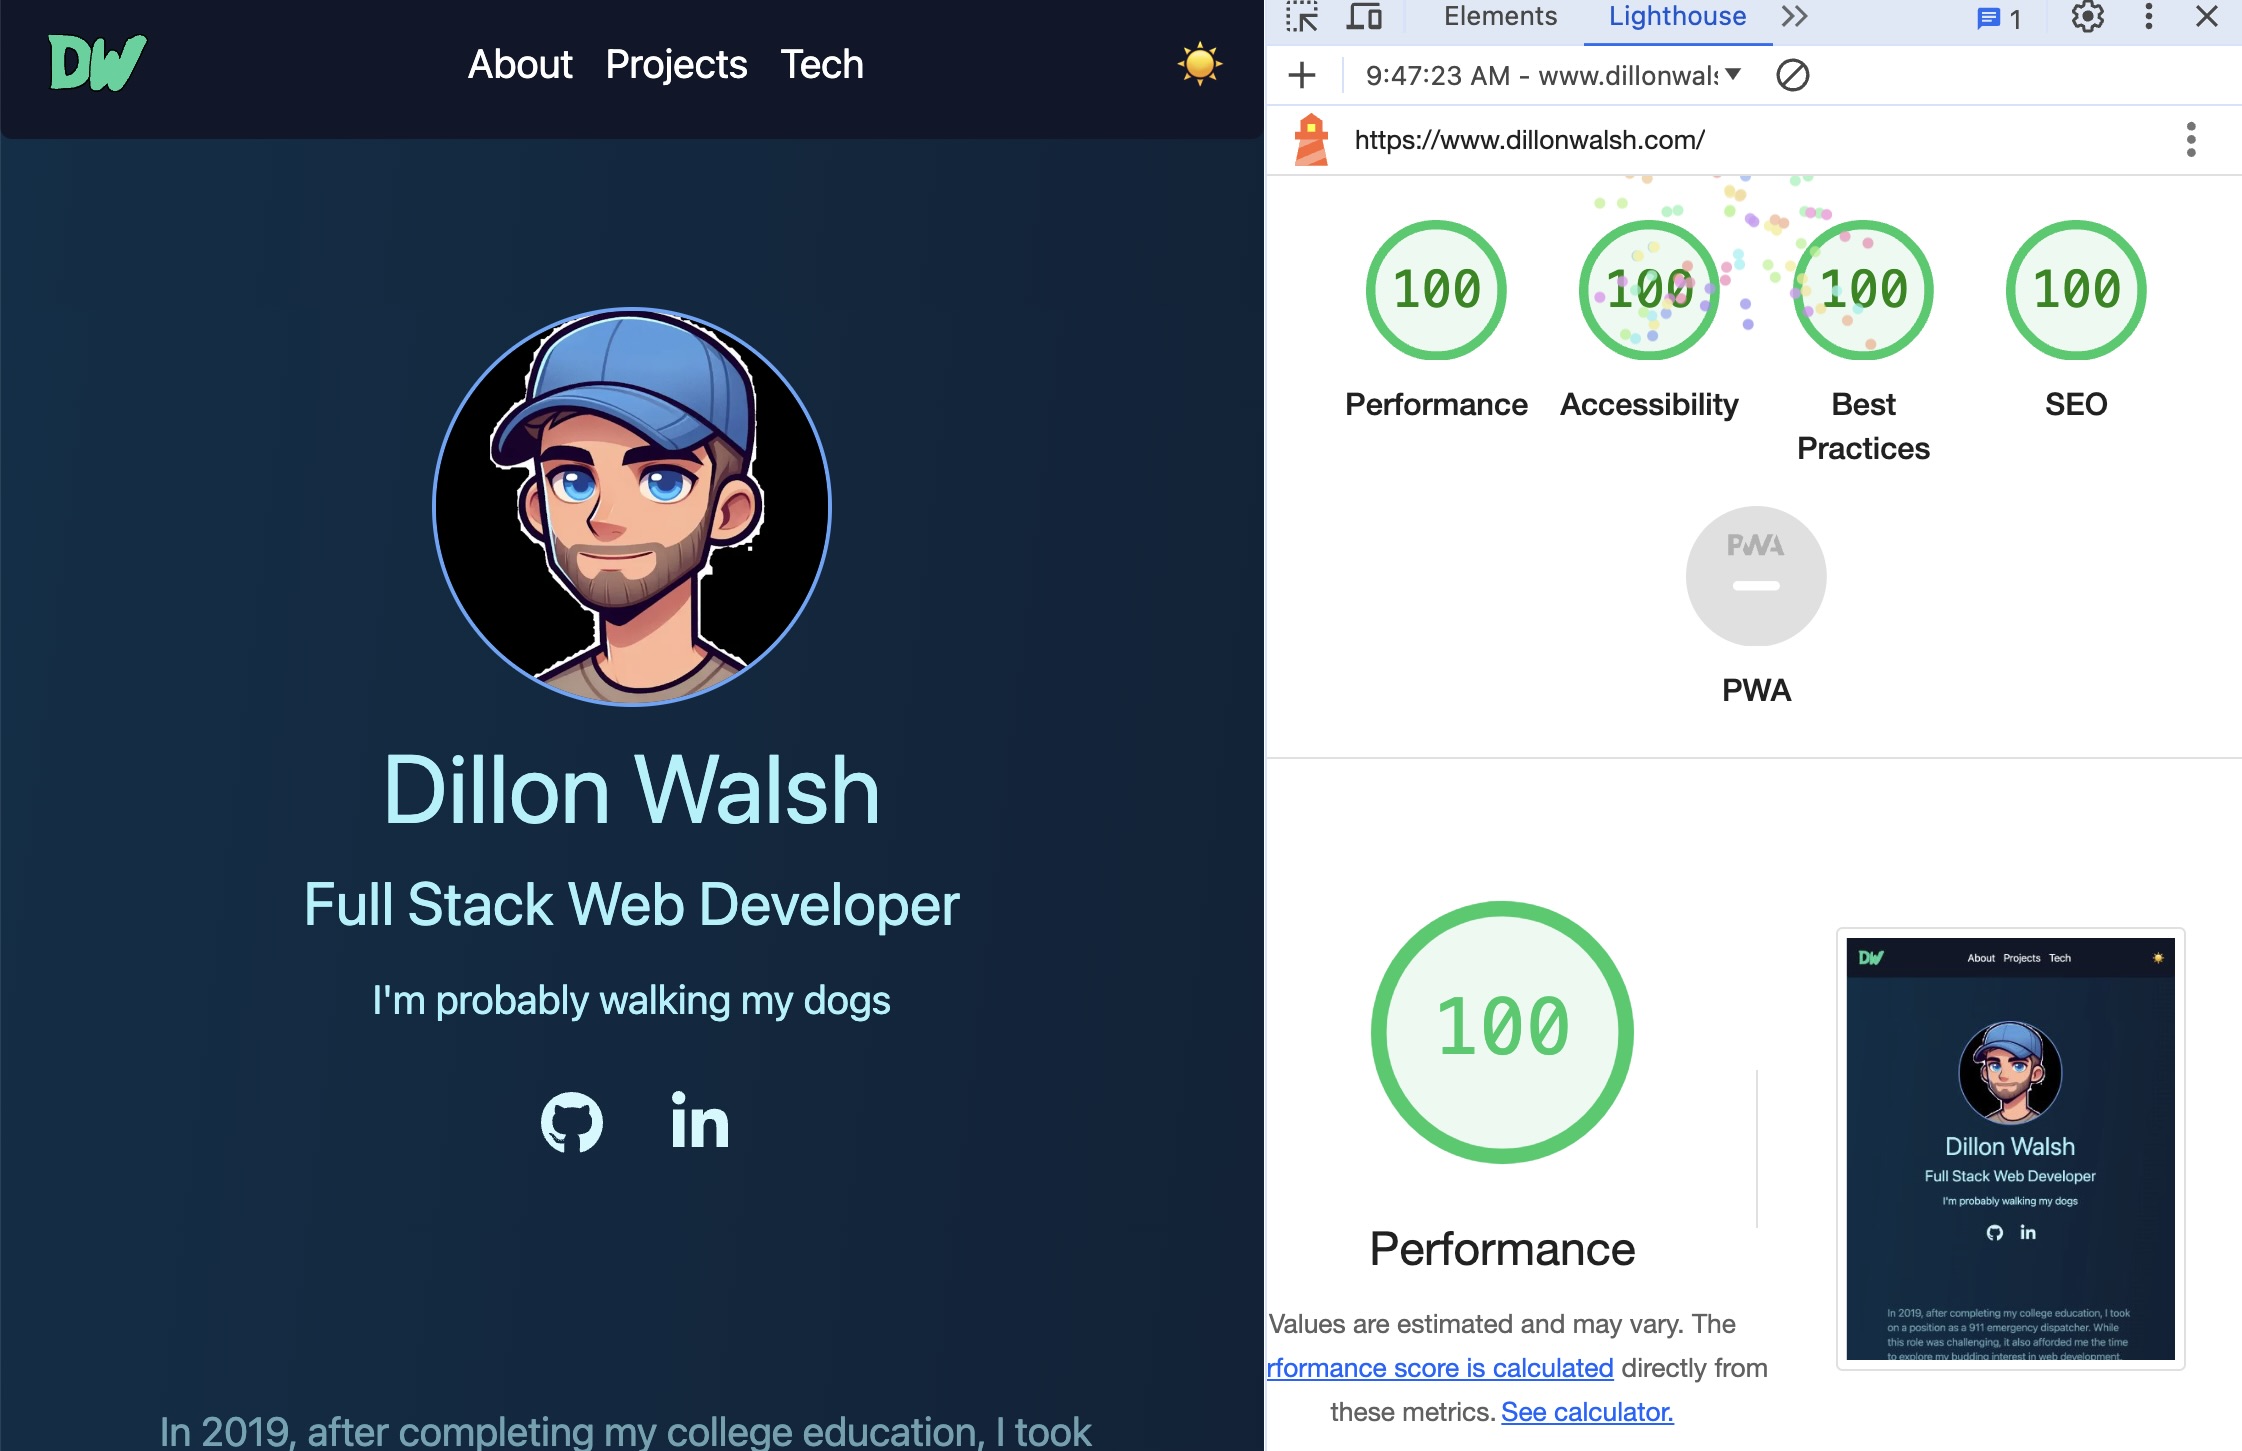 DW
About Projects Tech
Dillon Walsh
Full Stack Web Developer
I'm probably walking my dogs
in
In 2019, after completing my college education, I took
Elements Lighthouse 1
9:47:23 AM - www.dillonwals
https://www.dillonwalsh.com/
100 100 100 100
Performance Accessibility Best Practices SEO
PWA
PWA
100
Performance
Values are estimated and may vary. The
rformance score is calculated directly from
these metrics. See calculator.
DW About Projects Tech
Dillon Walsh
Full Stack Web Developer
I'm probably walking my dogs
in
In 2019, after completing my college education, I took
on a position as a 911 emergency dispatcher. While
this role was challenging, it also afforded me the time
to explore my budding interest in web development.